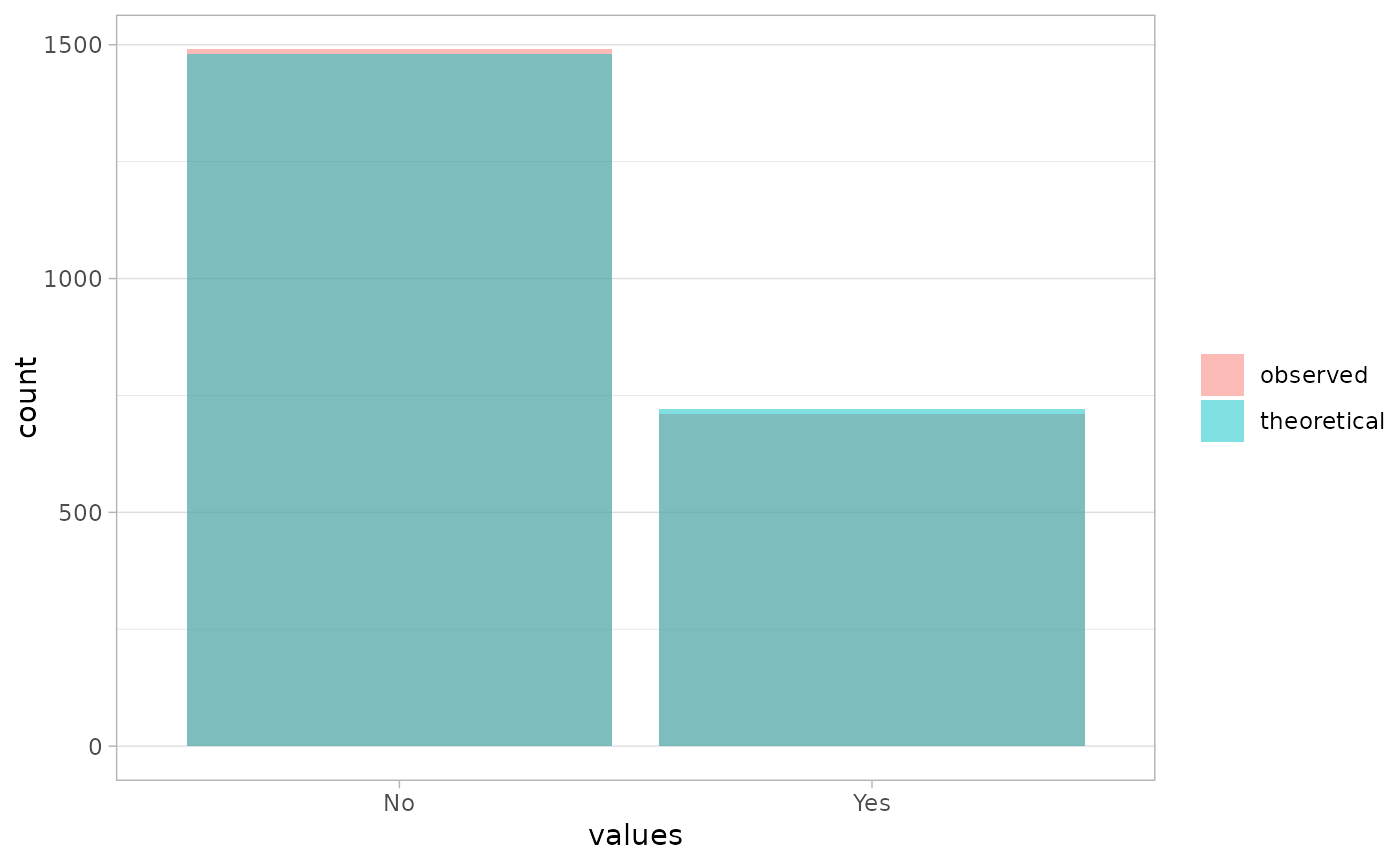 1500
1000
500
0
count
No
Yes
values
observed
theoretical